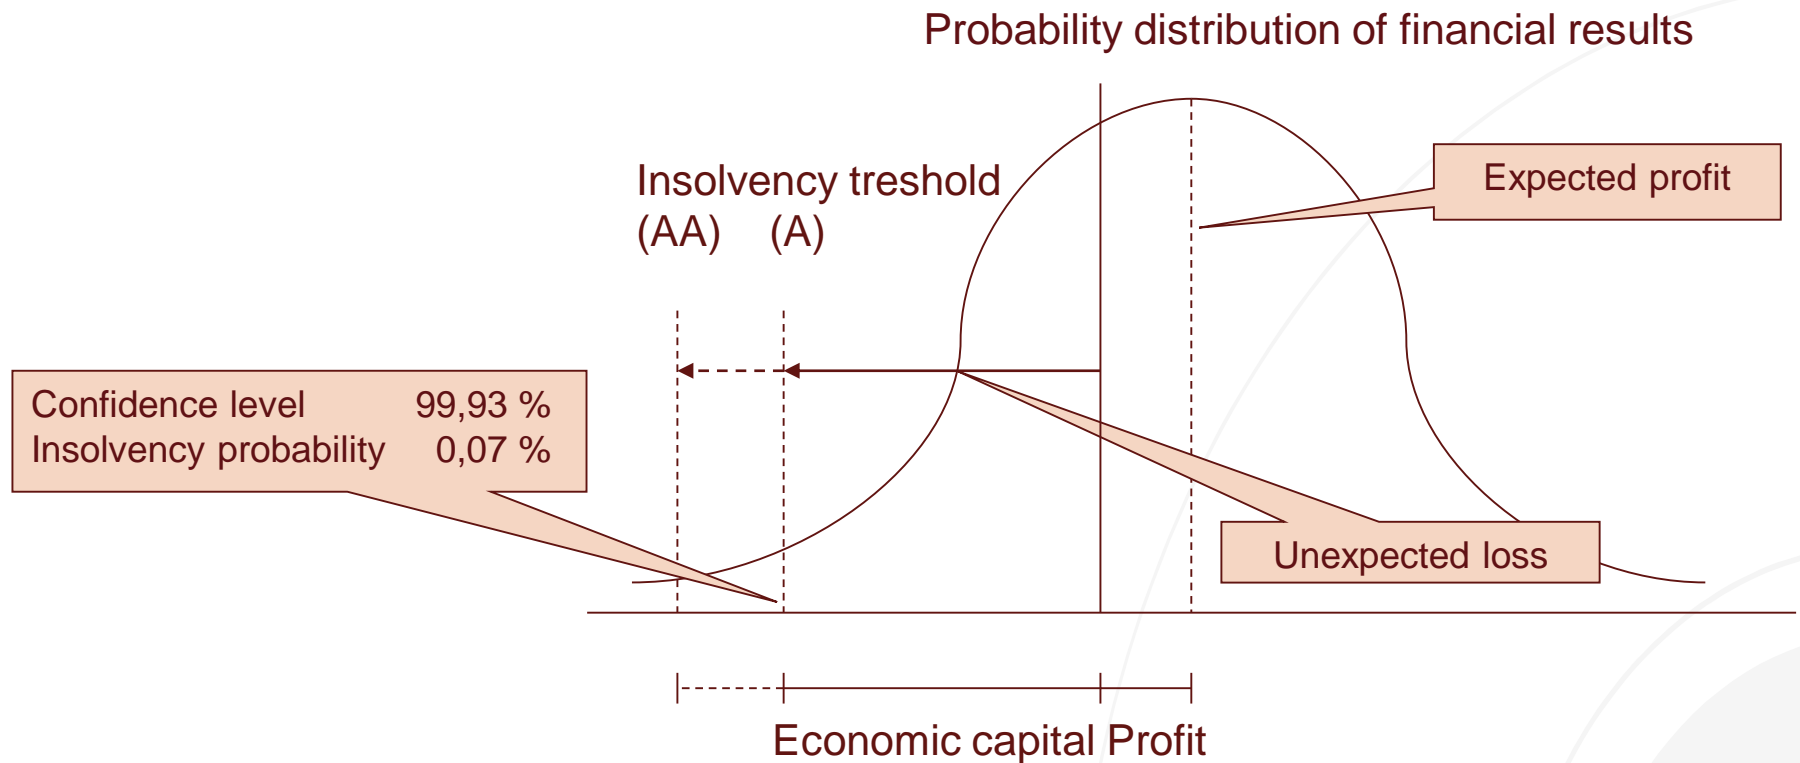 Probability distribution of financial results
Insolvency treshold
(AA) (A)
Expected profit
Confidence level 99,93 %
Insolvency probability 0,07 %
Unexpected loss
Economic capital Profit